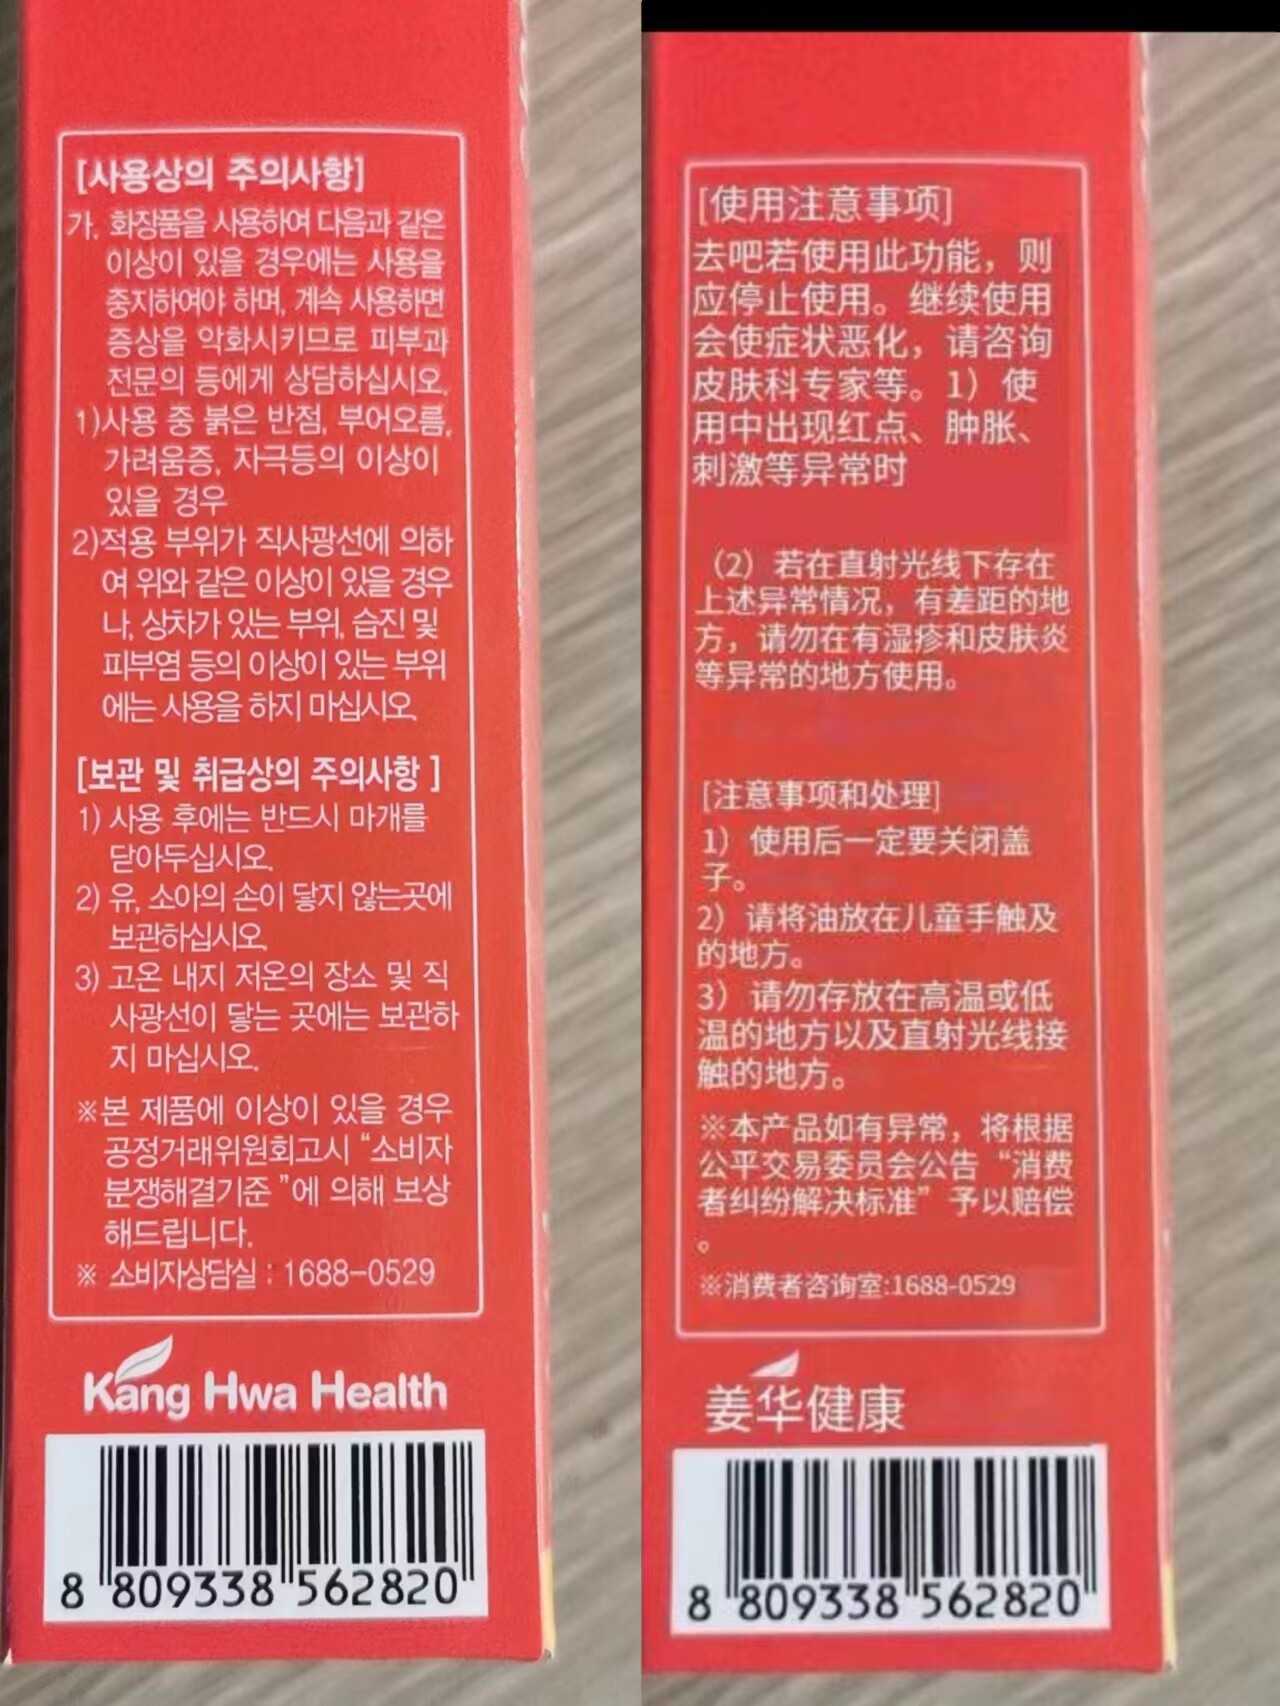 [사용상의 주의사항]
가. 화장품을 사용하여 다음과 같은
이상이 있을 경우에는 사용을
중지하여야 하며, 계속 사용하면
증상을 악화시키므로 피부과
전문의 등에게 상담하십시오.
1)사용 중 붉은 반점, 부어오름,
가려움증, 자극등의 이상이
있을 경우
2)적용 부위가 직사광선에 의하
여 위와 같은 이상이 있을 경우
나. 상차가 있는 부위, 습진 및
피부염 등의 이상이 있는 부위
에는 사용을 하지 마십시오.
[보관 및 취급상의 주의사항 ]
1) 사용 후에는 반드시 마개를
닫아두십시오.
2) 유, 소아의 손이 닿지 않는곳에
보관하십시오.
3) 고온 내지 저온의 장소 및 직
사광선이 닿는 곳에는 보관하
지 마십시오.
※본 제품에 이상이 있을 경우
공정거래위원회고시 “소비자
분쟁해결기준 ”에 의해 보상
해드립니다.
※ 소비자상담실 : 1688-0529
Kang Hwa Health
8 809338 562820
[使用注意事项]
去吧若使用此功能，则
应停止使用。继续使用
会使症状恶化，请咨询
皮肤科专家等。1）使
用中出现红点、肿胀、
刺激等异常时
（2）若在直射光线下存在
上述异常情况，有差距的地
方，请勿在有湿疹和皮肤炎
等异常的地方使用。
[注意事项和处理]
1）使用后一定要关闭盖
子。
2）请将油放在儿童手触及
的地方。
3）请勿存放在高温或低
温的地方以及直射光线接
触的地方。
※本产品如有异常，将根据
公平交易委员会公告“消费
者纠纷解决标准”予以赔偿
。
※消费者咨询室:1688-0529
姜华健康
8 809338 562820